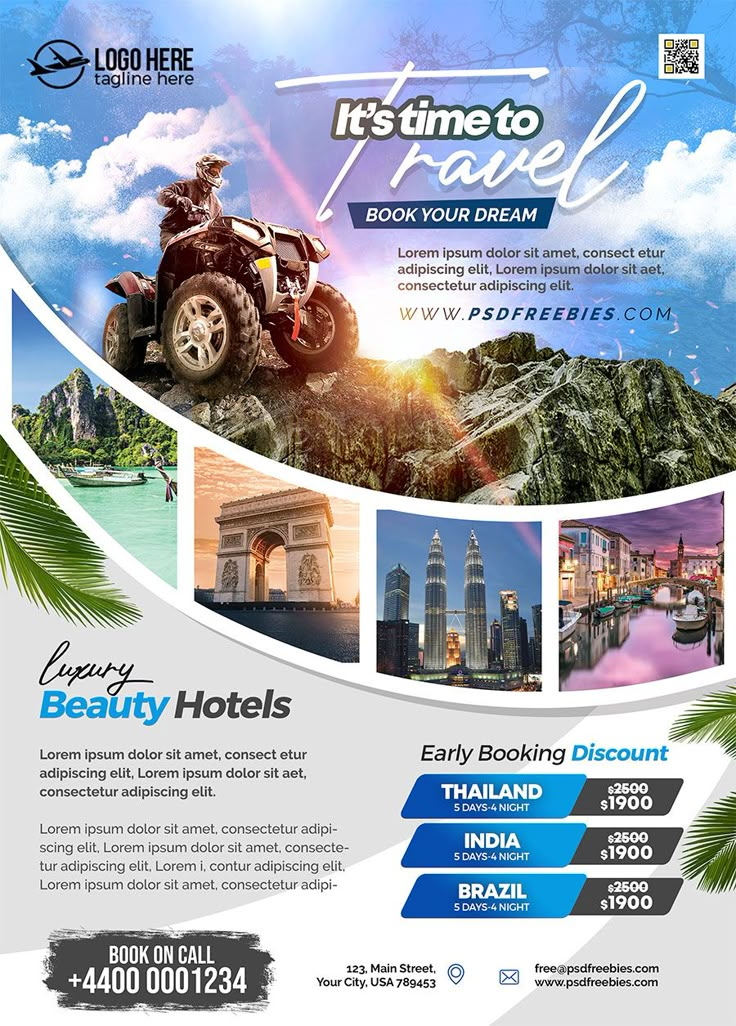 LOGO HERE
tagline here
It's time to
Travel
BOOK YOUR DREAM
Lorem ipsum dolor sit amet, consect etur
adipiscing elit, Lorem ipsum dolor sit aet,
consectetur adipiscing elit.
WWW.PSDFREEBIES.COM
luxury
Beauty Hotels
Lorem ipsum dolor sit amet, consect etur
adipiscing elit, Lorem ipsum dolor sit aet,
consectetur adipiscing elit.
Lorem ipsum dolor sit amet, consectetur adipi-
scing elit, Lorem ipsum dolor sit amet, consecte-
tur adipiscing elit, Lorem i, contur adipiscing elit,
Lorem ipsum dolor sit amet, consectetur adipi-
Early Booking Discount
THAILAND
5 DAYS-4 NIGHT
$2500
$1900
INDIA
5 DAYS-4 NIGHT
$2500
$1900
BRAZIL
5 DAYS-4 NIGHT
$2500
$1900
BOOK ON CALL
+4400 0001234
123, Main Street,
Your City, USA 789453
free@psdfreebies.com
www.psdfreebies.com